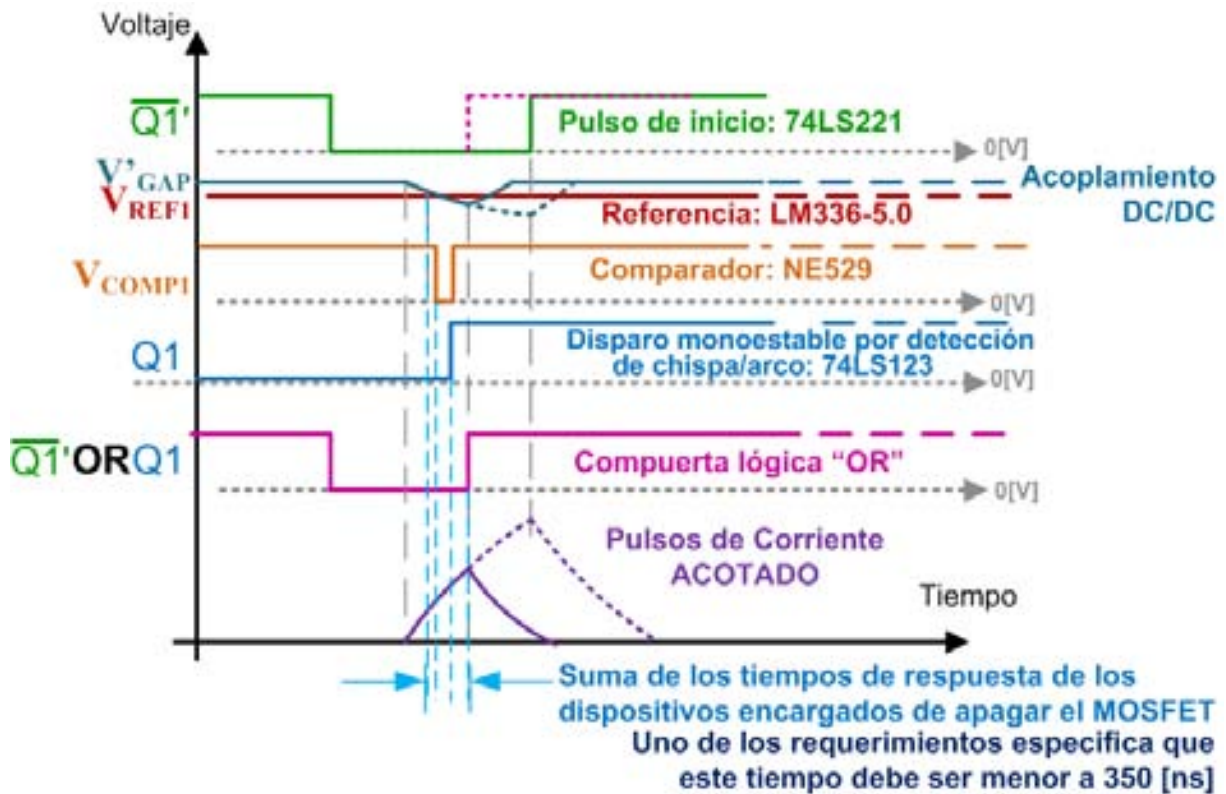 Voltaje
Q1'
Pulso de inicio: 74LS221
0[V]
V'GAP
VREF1
Acoplamiento
DC/DC
Referencia: LM336-5.0
VCOMP1
Comparador: NE529
0[V]
Q1
Disparo monoestable por detección
de chispa/arco: 74LS123
0[V]
Q1'ORQ1
Compuerta lógica “OR”
0[V]
Pulsos de Corriente
ACOTADO
Tiempo
Suma de los tiempos de respuesta de los
dispositivos encargados de apagar el MOSFET
Uno de los requerimientos especifica que
este tiempo debe ser menor a 350 [ns]